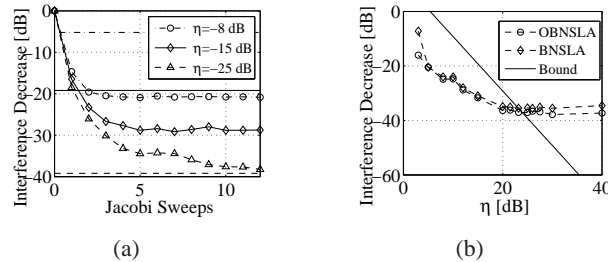 Interference Decrease [dB]
0
−10
−20
−30
−40
0
5
10
Jacobi Sweeps
η=−8 dB
η=−15 dB
η=−25 dB
(a)
Interference Decrease [dB]
0
−20
−40
−60
0
20
40
η [dB]
OBNSLA
BNSLA
Bound
(b)